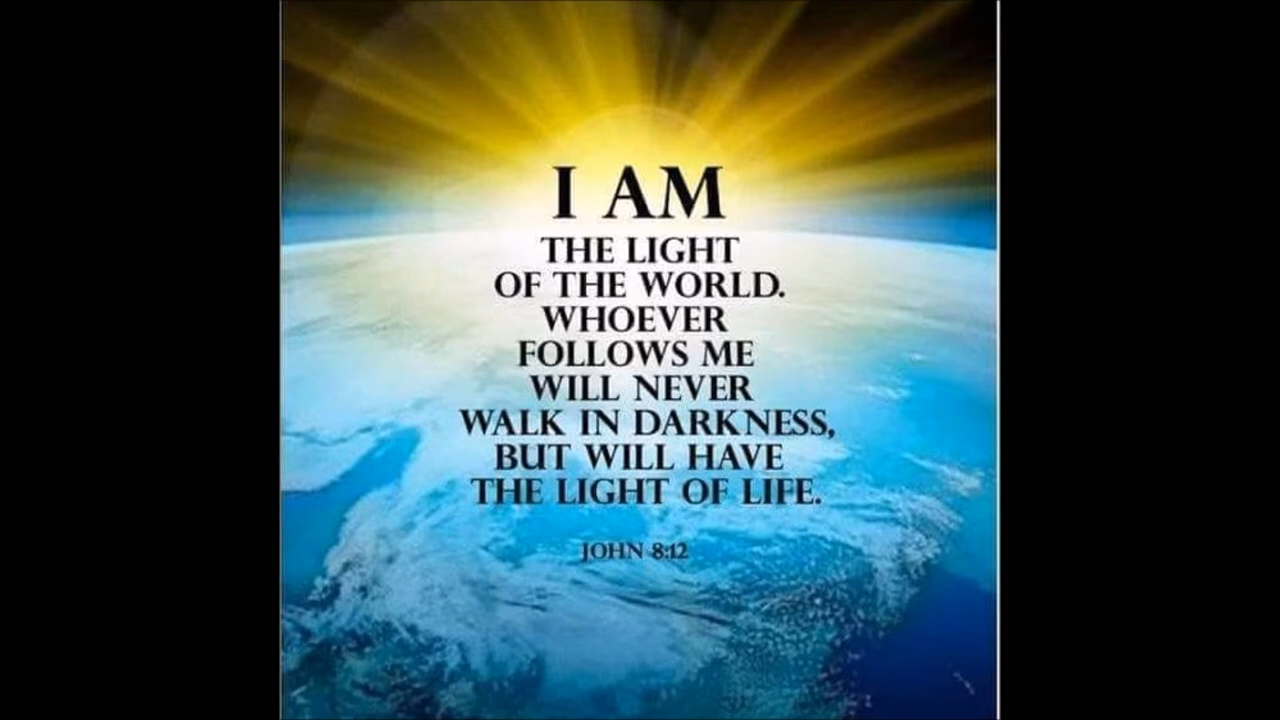 I AM
THE LIGHT
OF THE WORLD.
WHOEVER
FOLLOWS ME
WILL NEVER
WALK IN DARKNESS,
BUT WILL HAVE
THE LIGHT OF LIFE.
JOHN 8:12